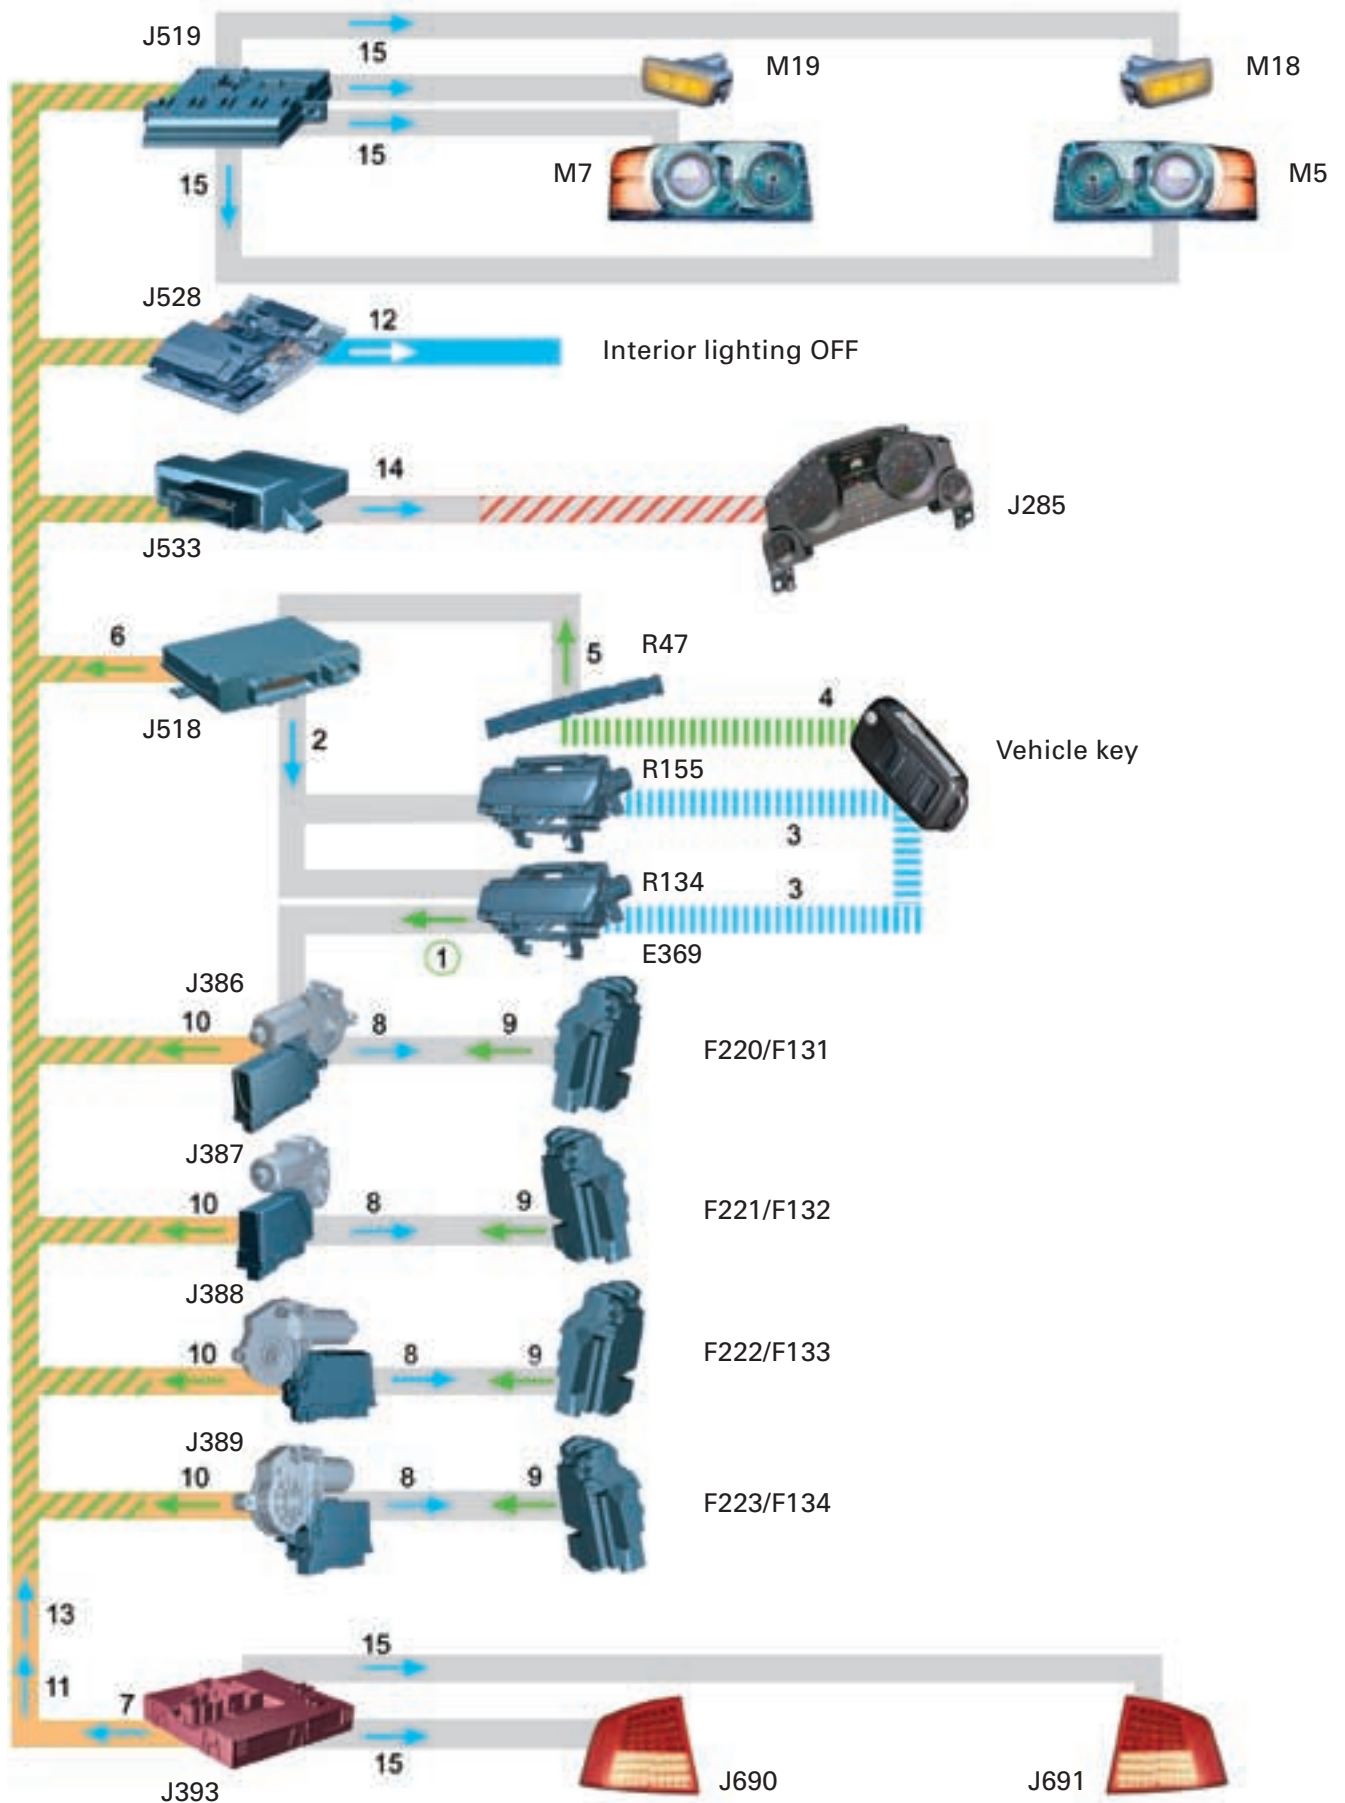 J519
15
M19
M18
15
M7
M5
15
J528
12
Interior lighting OFF
14
J285
J533
6
R47
5
4
J518
2
Vehicle key
R155
3
R134
3
1
E369
J386
10
8
9
F220/F131
J387
10
8
9
F221/F132
J388
10
8
9
F222/F133
J389
10
8
9
F223/F134
13
15
11
7
15
J690
J691
J393